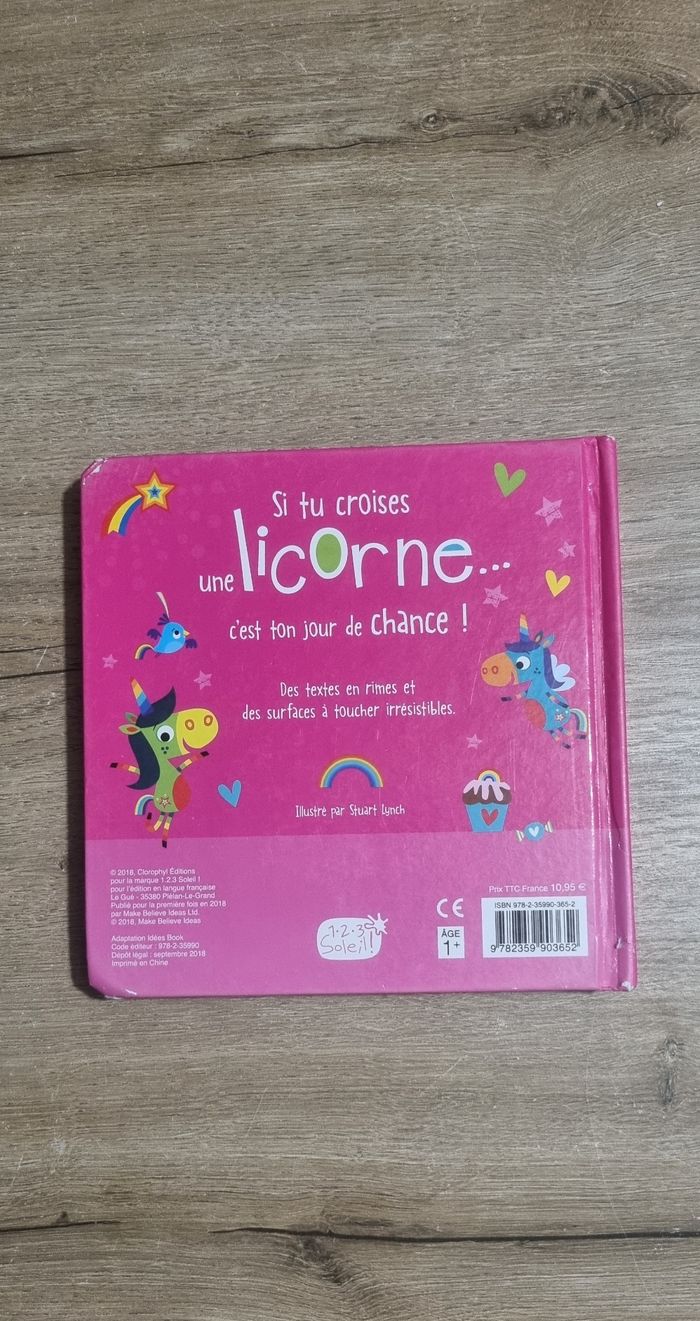 Si tu croises
une licorne...
c'est ton jour de chance !
Des textes en rimes et
des surfaces à toucher irrésistibles.
Illustré par Stuart Lynch
© 2018, Clorophyl Éditions
pour la marque 1.2.3 Soleil !
pour l'édition en langue française
Le Gué - 35380 Plélan-Le-Grand
Publié pour la première fois en 2018
par Make Believe Ideas Ltd.
© 2018, Make Believe Ideas
Adaptation Idées Book
Code éditeur : 978-2-35990
Dépôt légal : septembre 2018
Imprimé en Chine
1·2·3
Soleil!
CE
ÂGE
1+
Prix TTC France 10,95 €
ISBN 978-2-35990-365-2
9 782359 903652